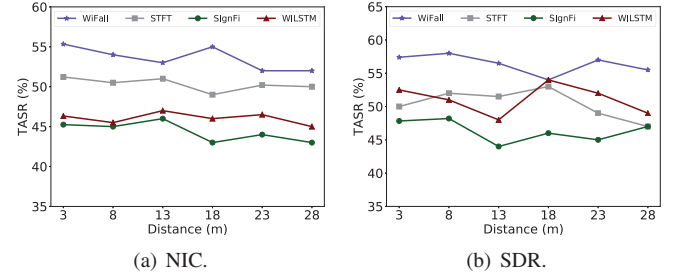 WiFall STFT SIgnFi WILSTM
60
55
50
45
40
35
TASR (%)
3 8 13 18 23 28
Distance (m)
(a) NIC.
WiFall STFT SIgnFi WILSTM
65
60
55
50
45
40
35
TASR (%)
3 8 13 18 23 28
Distance (m)
(b) SDR.